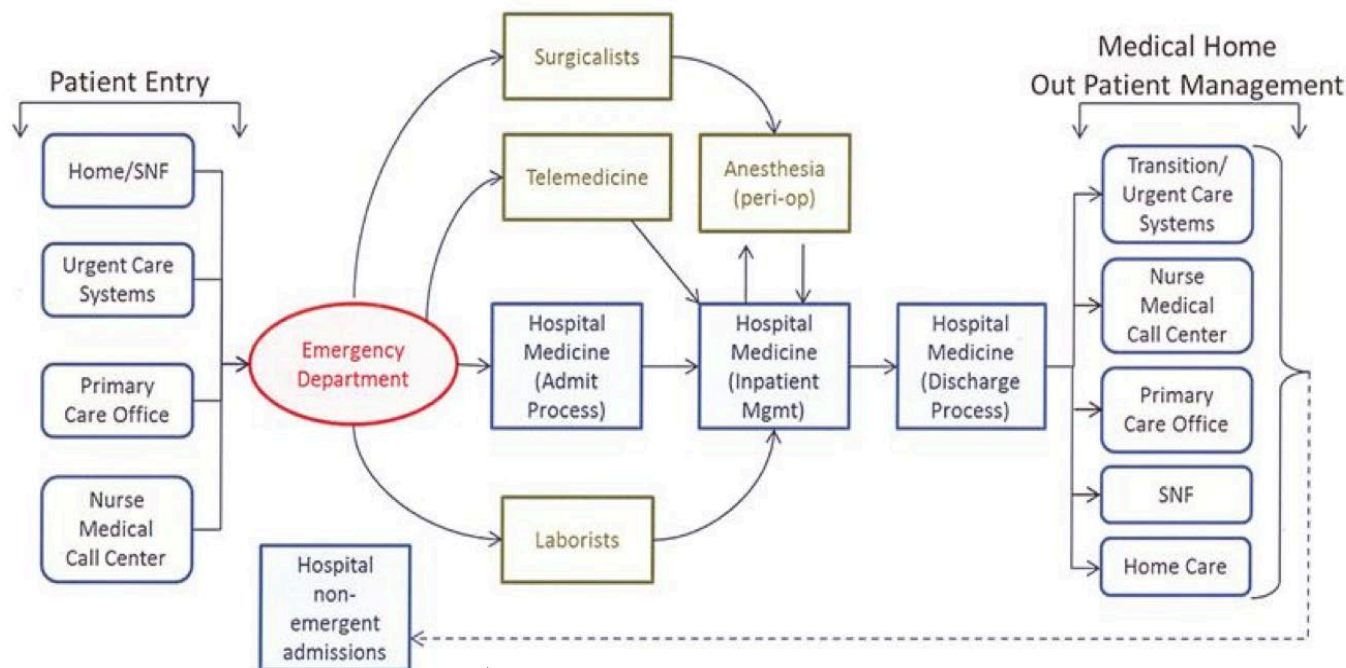 Patient Entry
Home/SNF
Urgent Care
Systems
Primary
Care Office
Nurse
Medical
Call Center
Emergency
Department
Hospital
non-
emergent
admissions
Surgicalists
Telemedicine
Anesthesia
(peri-op)
Hospital
Medicine
(Admit
Process)
Hospital
Medicine
(Inpatient
Mgmt)
Hospital
Medicine
(Discharge
Process)
Laborists
Medical Home
Out Patient Management
Transition/
Urgent Care
Systems
Nurse
Medical
Call Center
Primary
Care Office
SNF
Home Care